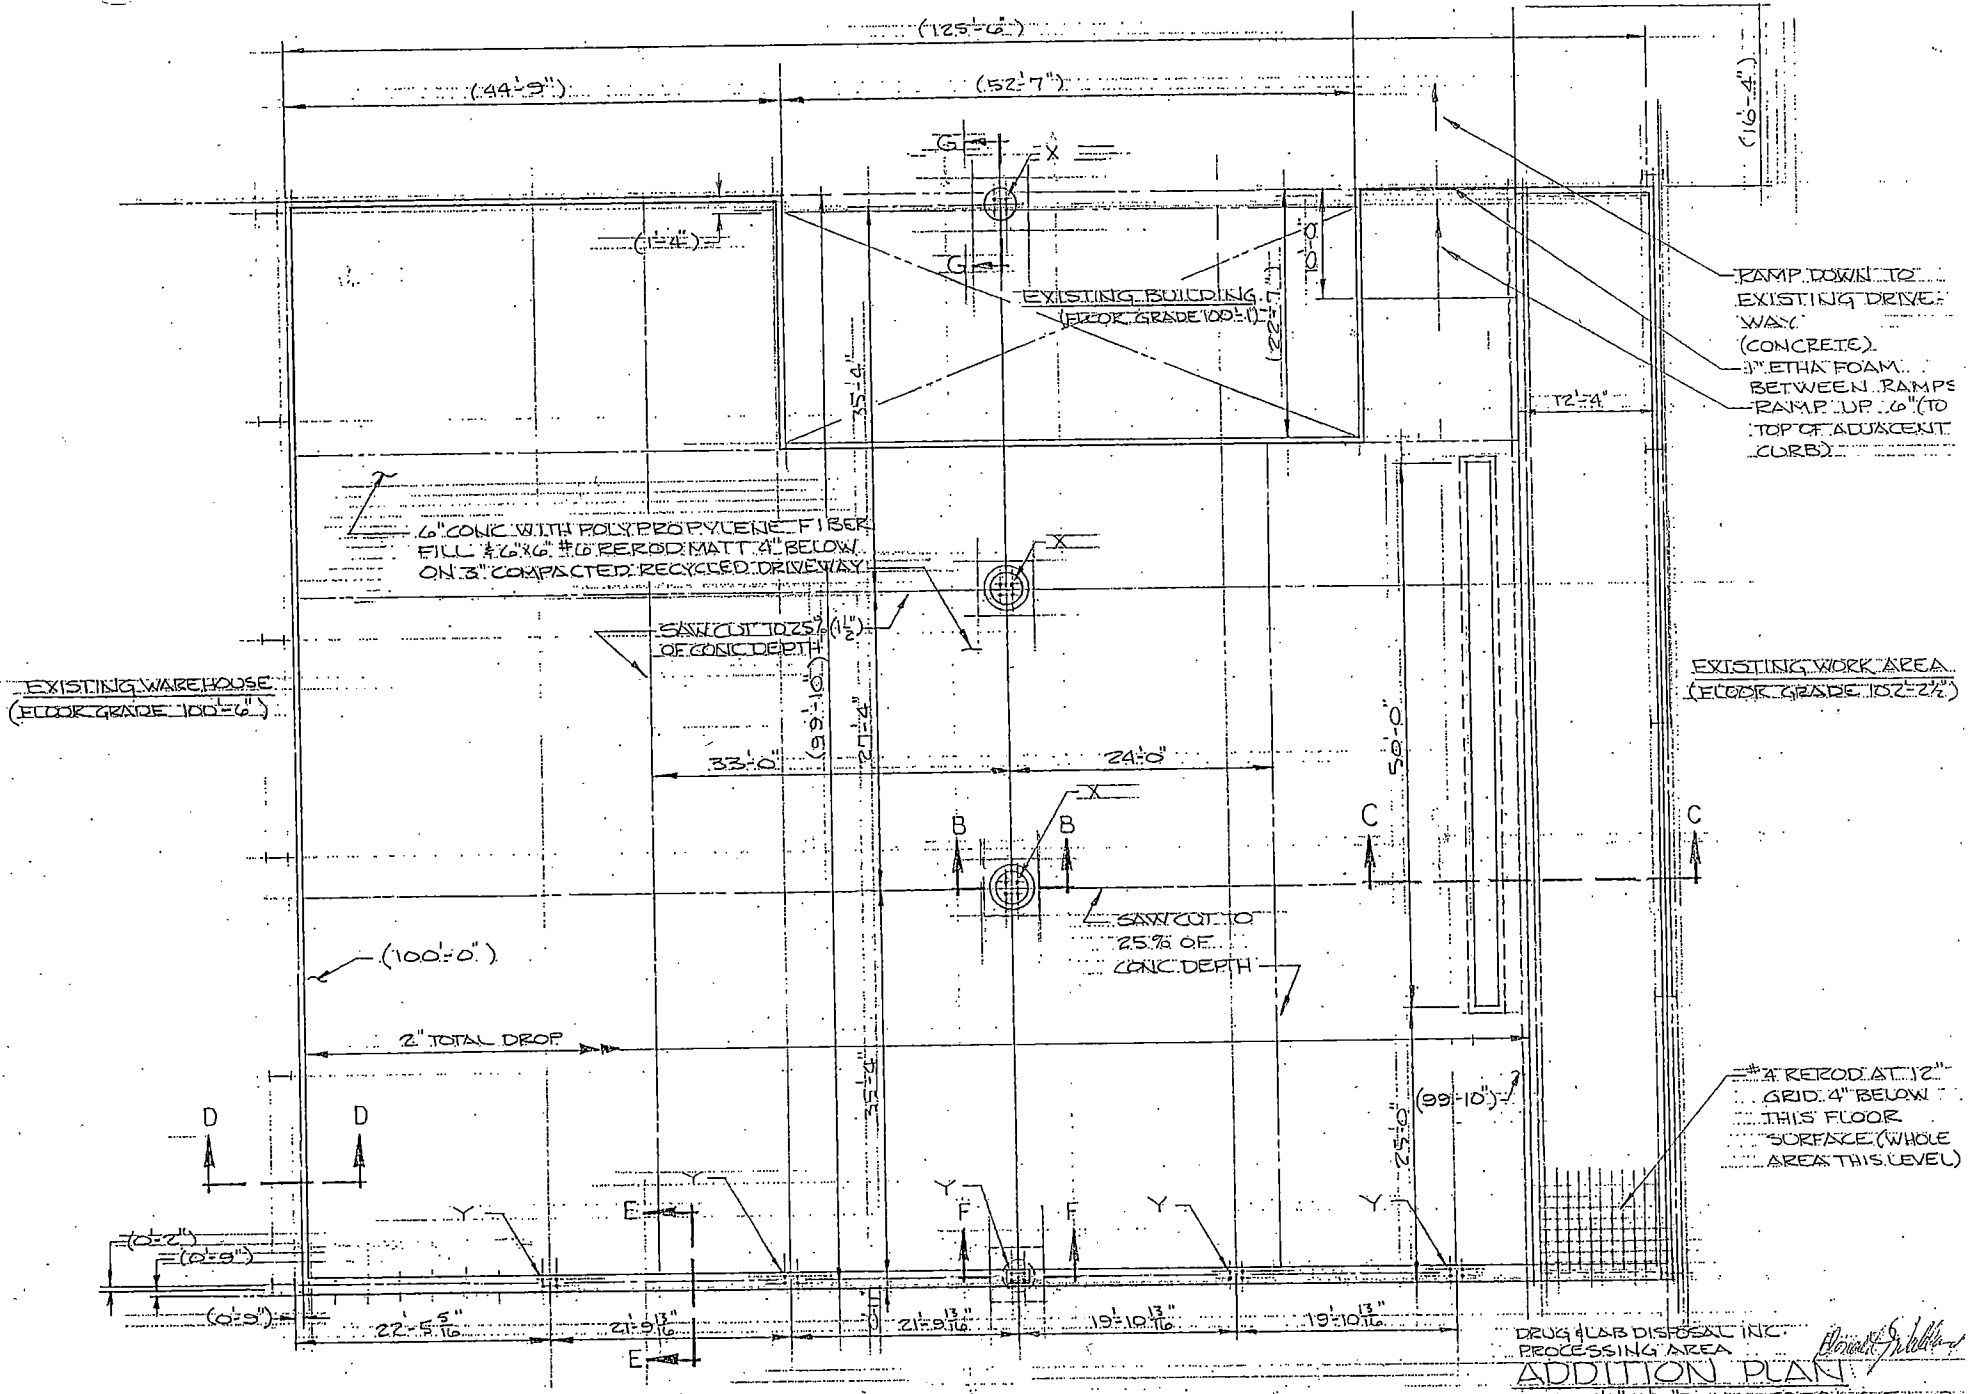 (125'-6")
(44'-9")
(52'-7")
(16'-4")
G
X
(1'-4")
G
10'-0"
EXISTING BUILDING
(FLOOR GRADE 100'-1")
(22'-7")
35'-4"
RAMP DOWN TO
EXISTING DRIVE-
WAY
(CONCRETE)
1" ETHA FOAM
BETWEEN RAMPS
RAMP UP 6" (TO
TOP OF ADJACENT
CURB)
12'-4"
6" CONC WITH POLYPROPYLENE FIBER
FILL & 6"X6" #6 REROD MATT 4" BELOW
ON 3" COMPACTED RECYCLED DRIVEWAY
X
SAW CUT TO 25% (1 1/2")
OF CONC DEPTH
EXISTING WAREHOUSE
(FLOOR GRADE 100'-6")
EXISTING WORK AREA
(FLOOR GRADE 102'-2 1/2")
(99'-10")
27'-4"
50'-0"
33'-0"
24'-0"
X
B
B
C
C
SAW CUT TO
25% OF
CONC. DEPTH
(100'-0")
2" TOTAL DROP
35'-4"
25'-0"
(99'-10")
#4 REROD AT 12"
GRID 4" BELOW
THIS FLOOR
SURFACE (WHOLE
AREA THIS LEVEL)
D
D
Y
Y
Y
Y
Y
E
F
F
(0'-2")
(0'-9")
(0'-9")
22'-5 5/16"
21'-9 13/16"
21'-9 13/16"
19'-10 13/16"
19'-10 13/16"
E
DRUG & LAB DISPOSAL INC.
PROCESSING AREA
ADDITION PLAN